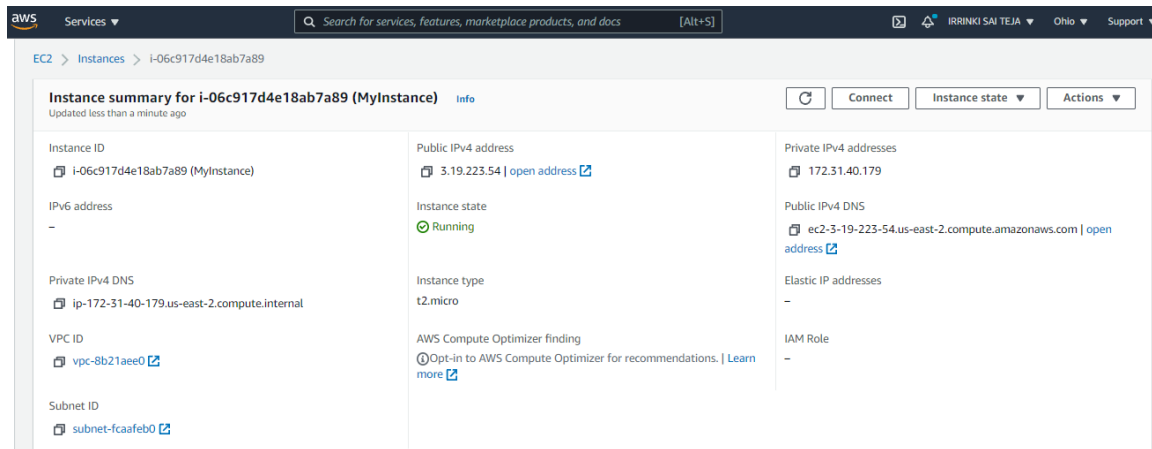 aws
Services ▼
Search for services, features, marketplace products, and docs
[Alt+S]
IRRINKI SAI TEJA ▼
Ohio ▼
Support
EC2 > Instances > i-06c917d4e18ab7a89
Instance summary for i-06c917d4e18ab7a89 (MyInstance) Info
Updated less than a minute ago
Connect
Instance state ▼
Actions ▼
Instance ID
i-06c917d4e18ab7a89 (MyInstance)
Public IPv4 address
3.19.223.54 | open address
Private IPv4 addresses
172.31.40.179
IPv6 address
–
Instance state
Running
Public IPv4 DNS
ec2-3-19-223-54.us-east-2.compute.amazonaws.com | open
address
Private IPv4 DNS
ip-172-31-40-179.us-east-2.compute.internal
Instance type
t2.micro
Elastic IP addresses
–
VPC ID
vpc-8b21aee0
AWS Compute Optimizer finding
Opt-in to AWS Compute Optimizer for recommendations. | Learn
more
IAM Role
–
Subnet ID
subnet-fcaafeb0